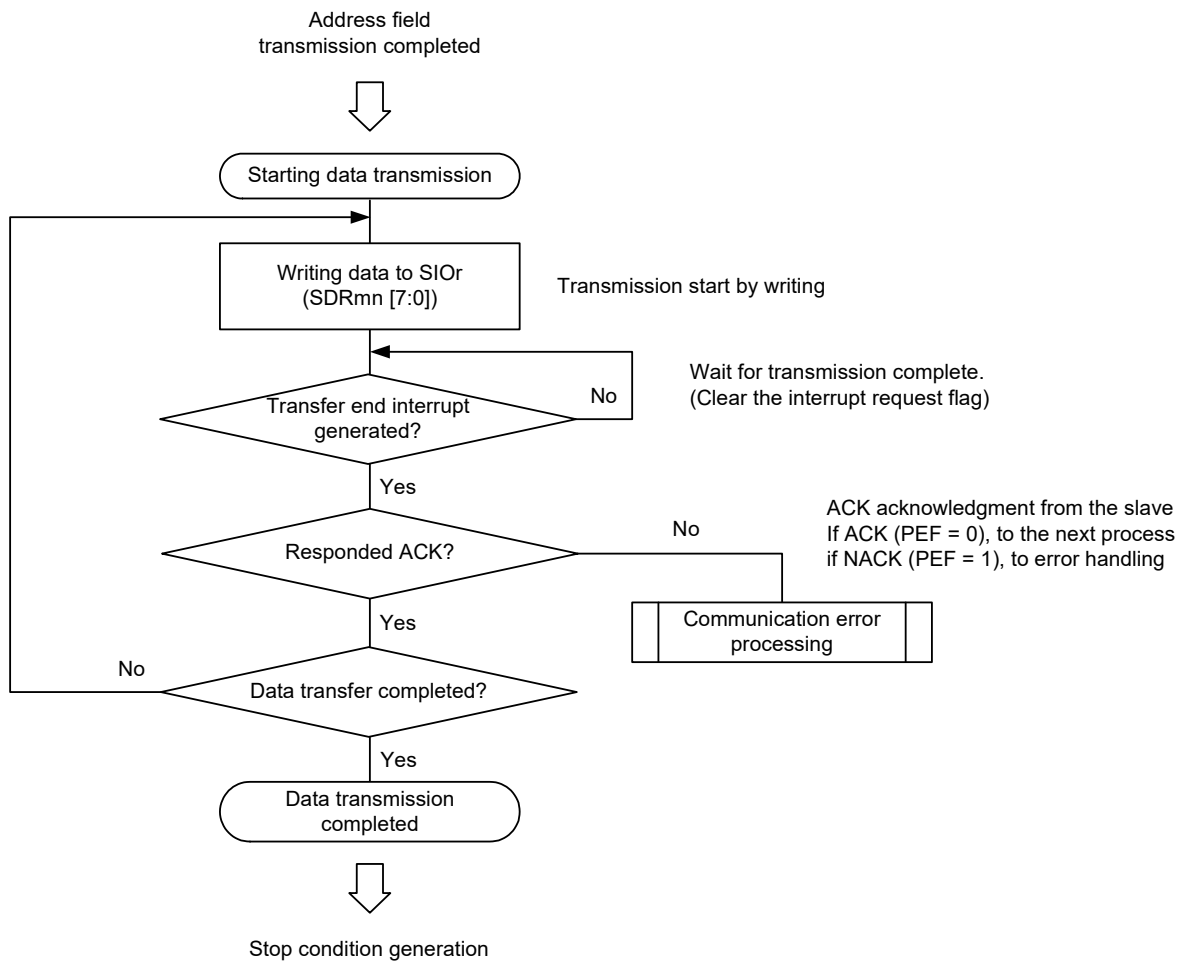 Address field
transmission completed
Starting data transmission
Writing data to SIOr
(SDRmn [7:0])
Transmission start by writing
Wait for transmission complete.
(Clear the interrupt request flag)
No
Transfer end interrupt
generated?
Yes
ACK acknowledgment from the slave
If ACK (PEF = 0), to the next process
if NACK (PEF = 1), to error handling
No
Responded ACK?
Communication error
processing
Yes
No
Data transfer completed?
Yes
Data transmission
completed
Stop condition generation